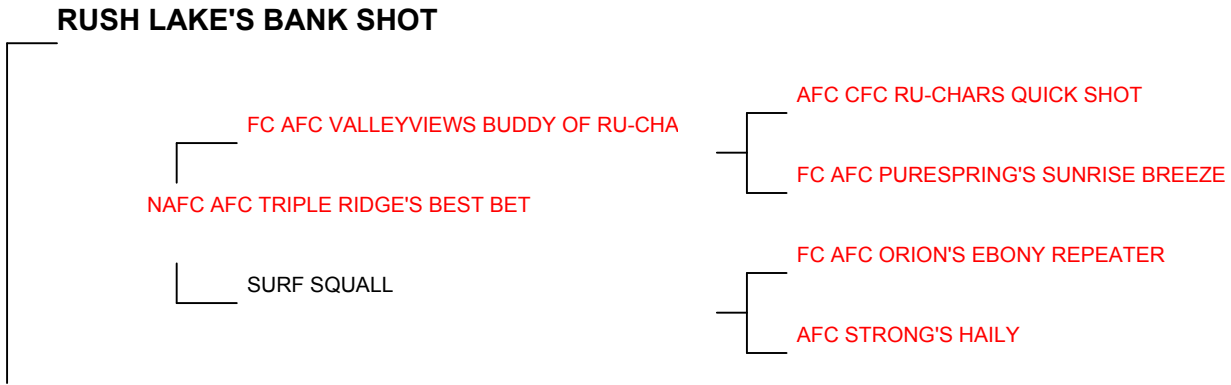 RUSH LAKE'S BANK SHOT
AFC CFC RU-CHARS QUICK SHOT
FC AFC VALLEYVIEWS BUDDY OF RU-CHA
FC AFC PURESPRING'S SUNRISE BREEZE
NAFC AFC TRIPLE RIDGE'S BEST BET
FC AFC ORION'S EBONY REPEATER
SURF SQUALL
AFC STRONG'S HAILY